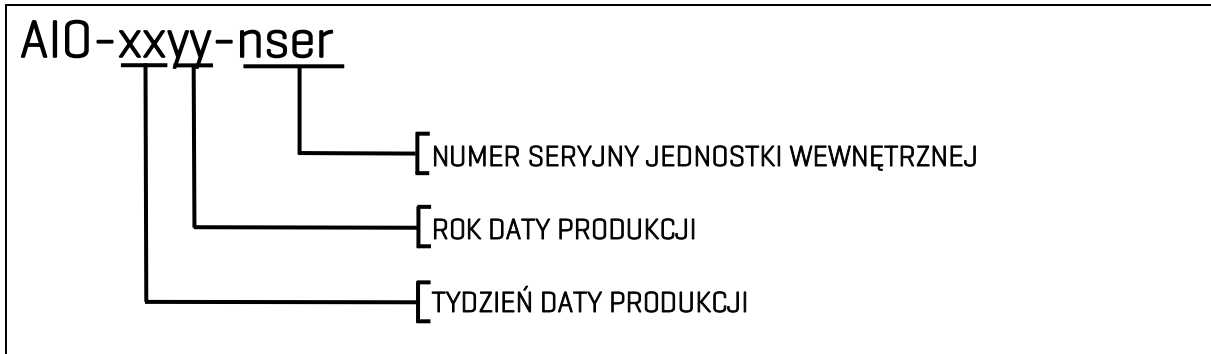 AIO-xxyy-nser
NUMER SERYJNY JEDNOSTKI WEWNĘTRZNEJ
ROK DATY PRODUKCJI
TYDZIEŃ DATY PRODUKCJI